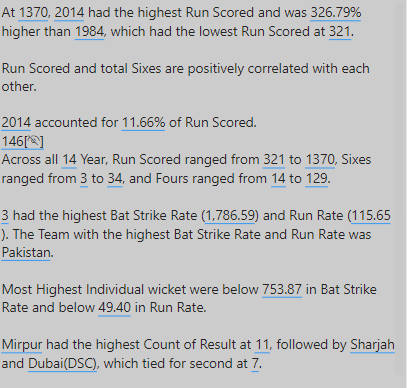 At 1370, 2014 had the highest Run Scored and was 326.79%
higher than 1984, which had the lowest Run Scored at 321.
Run Scored and total Sixes are positively correlated with each
other.
2014 accounted for 11.66% of Run Scored.
146[]
Across all 14 Year, Run Scored ranged from 321 to 1370, Sixes
ranged from 3 to 34, and Fours ranged from 14 to 129.
3 had the highest Bat Strike Rate (1,786.59) and Run Rate (115.65
). The Team with the highest Bat Strike Rate and Run Rate was
Pakistan.
Most Highest Individual wicket were below 753.87 in Bat Strike
Rate and below 49.40 in Run Rate.
Mirpur had the highest Count of Result at 11, followed by Sharjah
and Dubai(DSC), which tied for second at 7.